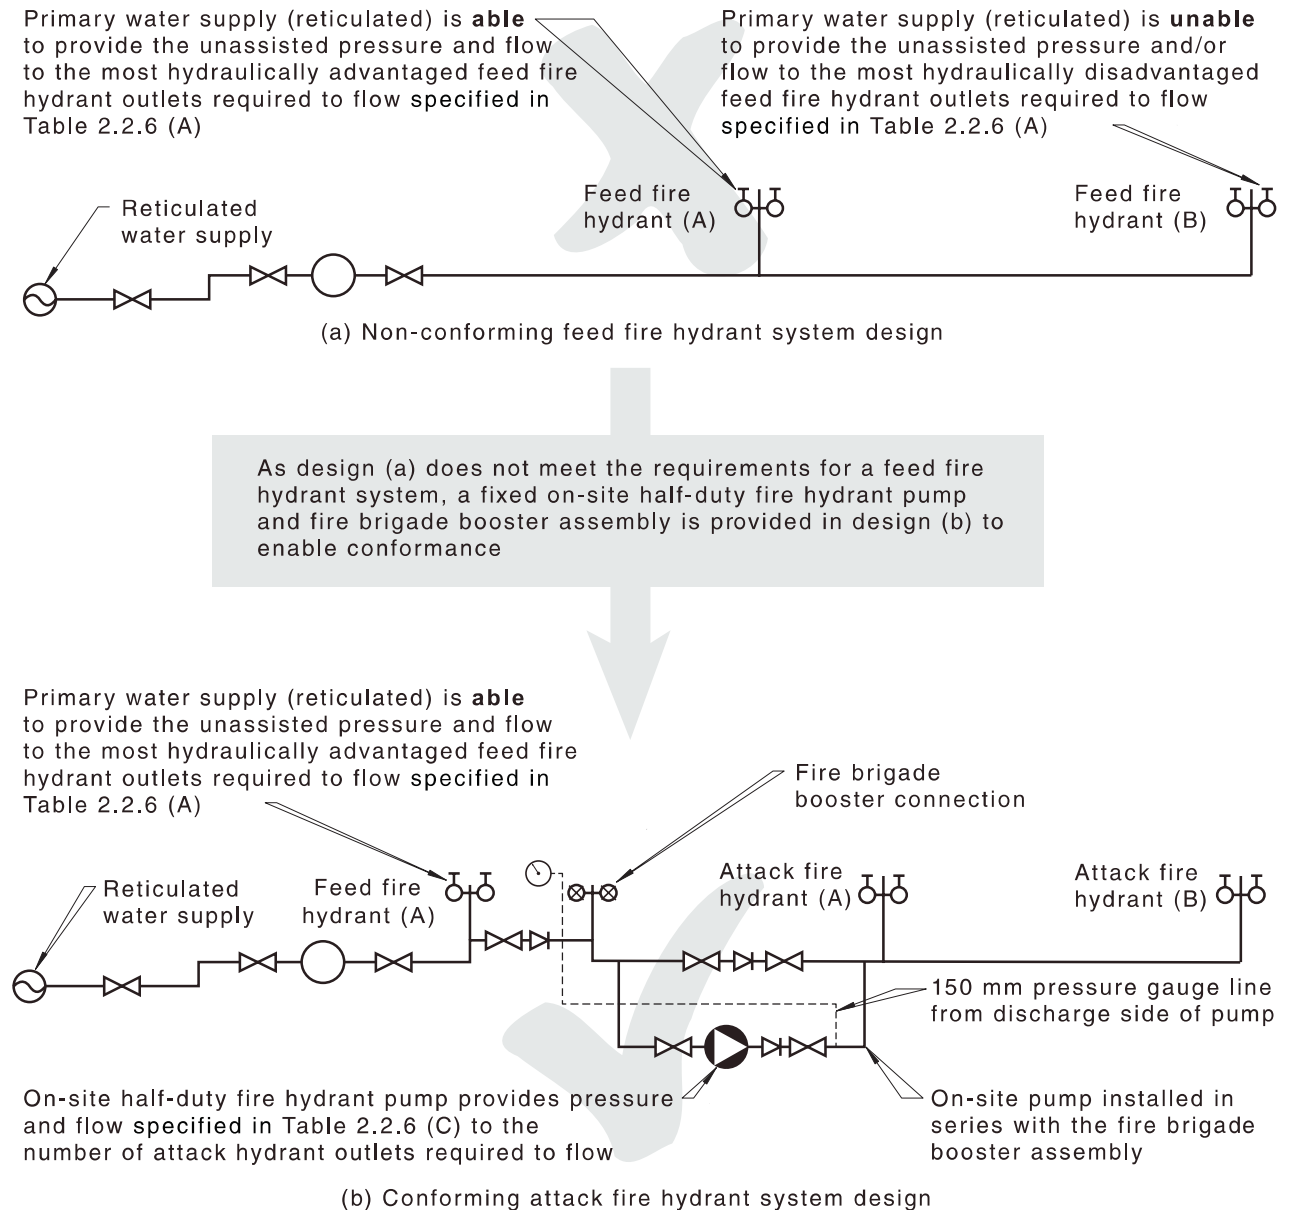 Primary water supply (reticulated) is able
to provide the unassisted pressure and flow
to the most hydraulically advantaged feed fire
hydrant outlets required to flow specified in
Table 2.2.6 (A)
Primary water supply (reticulated) is unable
to provide the unassisted pressure and/or
flow to the most hydraulically disadvantaged
feed fire hydrant outlets required to flow
specified in Table 2.2.6 (A)
Reticulated
water supply
Feed fire
hydrant (A)
Feed fire
hydrant (B)
(a) Non-conforming feed fire hydrant system design
As design (a) does not meet the requirements for a feed fire
hydrant system, a fixed on-site half-duty fire hydrant pump
and fire brigade booster assembly is provided in design (b) to
enable conformance
Primary water supply (reticulated) is able
to provide the unassisted pressure and flow
to the most hydraulically advantaged feed fire
hydrant outlets required to flow specified in
Table 2.2.6 (A)
Fire brigade
booster connection
Reticulated
water supply
Feed fire
hydrant (A)
Attack fire
hydrant (A)
Attack fire
hydrant (B)
150 mm pressure gauge line
from discharge side of pump
On-site half-duty fire hydrant pump provides pressure
and flow specified in Table 2.2.6 (C) to the
number of attack hydrant outlets required to flow
On-site pump installed in
series with the fire brigade
booster assembly
(b) Conforming attack fire hydrant system design